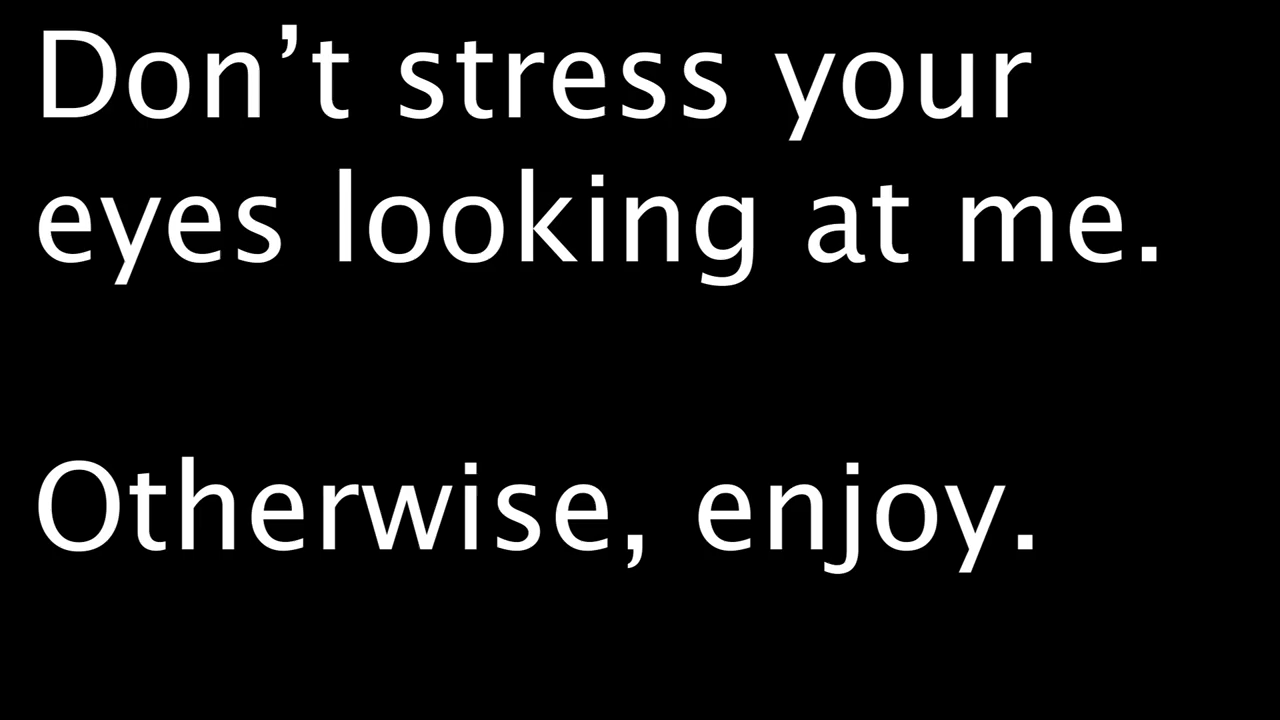 Don’t stress your
eyes looking at me.
Otherwise, enjoy.